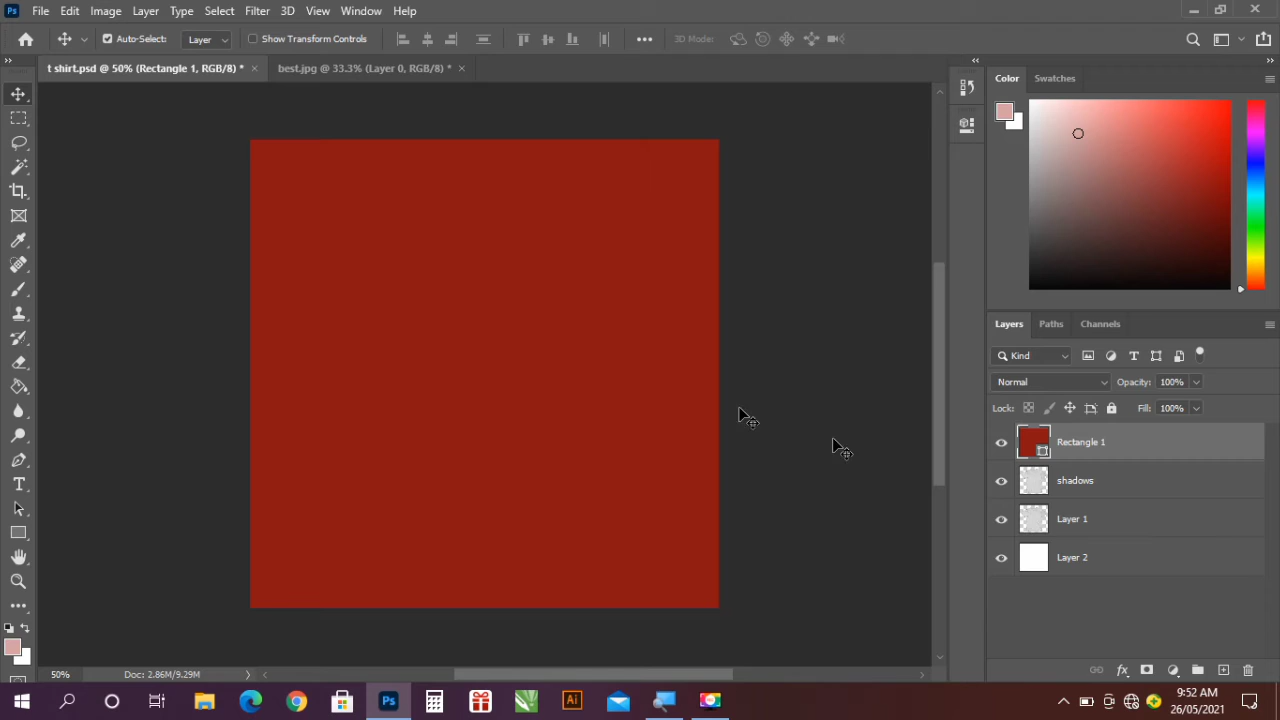 Ps File Edit Image Layer Type Select Filter 3D View Window Help
Auto-Select: Layer Show Transform Controls 3D Mode:
t shirt.psd @ 50% (Rectangle 1, RGB/8) * best.jpg @ 33.3% (Layer 0, RGB/8) *
Color Swatches
Layers Paths Channels
Kind
Normal Opacity: 100%
Lock: Fill: 100%
Rectangle 1
shadows
Layer 1
Layer 2
50% Doc: 2.86M/9.29M
Ps Ai
9:52 AM
26/05/2021